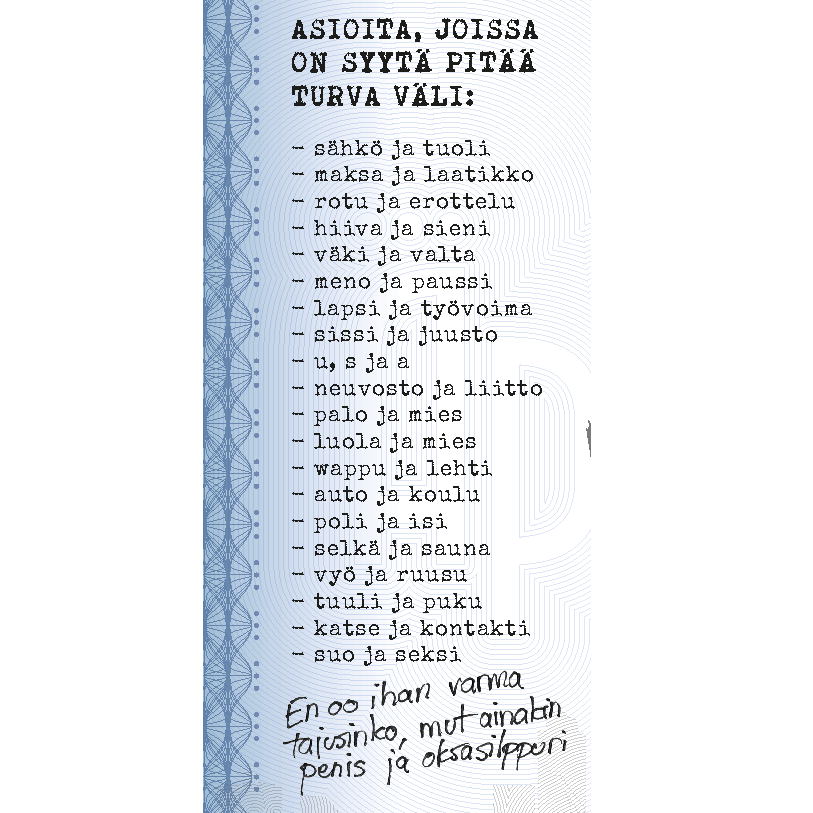 ASIOITA, JOISSA
ON SYYTÄ PITÄÄ
TURVA VÄLI:
- sähkö ja tuoli
- maksa ja laatikko
- rotu ja erottelu
- hiiva ja sieni
- väki ja valta
- meno ja paussi
- lapsi ja työvoima
- sissi ja juusto
- u, s ja a
- neuvosto ja liitto
- palo ja mies
- luola ja mies
- wappu ja lehti
- auto ja koulu
- poli ja isi
- selkä ja sauna
- vyö ja ruusu
- tuuli ja puku
- katse ja kontakti
- suo ja seksi
En oo ihan varma
tajusinko, mut ainakin
penis ja oksasilppuri